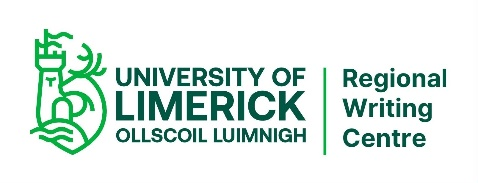 UNIVERSITY OF
LIMERICK
OLLSCOIL LUIMNIGH
Regional
Writing
Centre